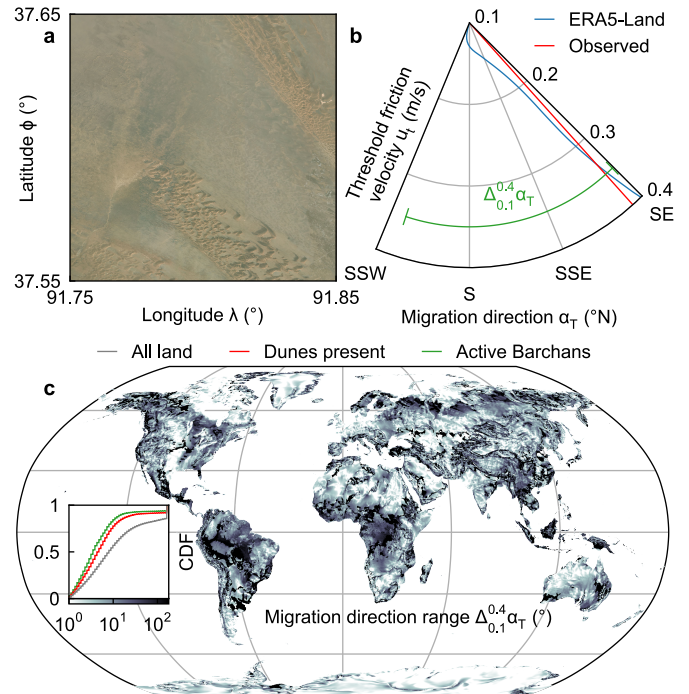 37.65
a
Latitude ϕ (°)
37.55
91.75
91.85
Longitude λ (°)
b
0.1
ERA5-Land
Observed
0.2
0.3
0.4
Threshold friction
velocity u_t (m/s)
Δ_{0.1}^{0.4}α_T
SSW
S
SSE
SE
Migration direction α_T (°N)
All land
Dunes present
Active Barchans
c
1
0.5
0
CDF
10^0
10^1
10^2
Migration direction range Δ_{0.1}^{0.4}α_T (°)